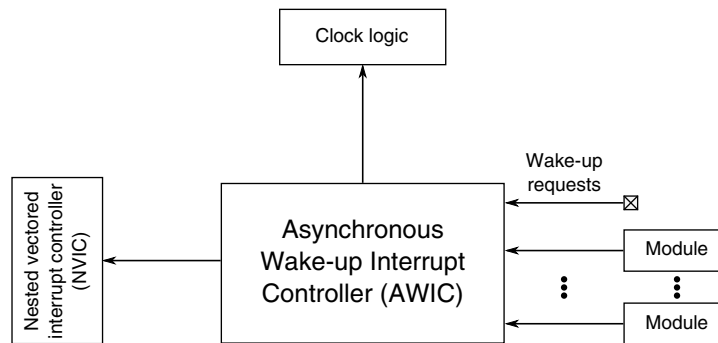 Clock logic
Wake-up
requests
Nested vectored
interrupt controller
(NVIC)
Asynchronous
Wake-up Interrupt
Controller (AWIC)
Module
Module